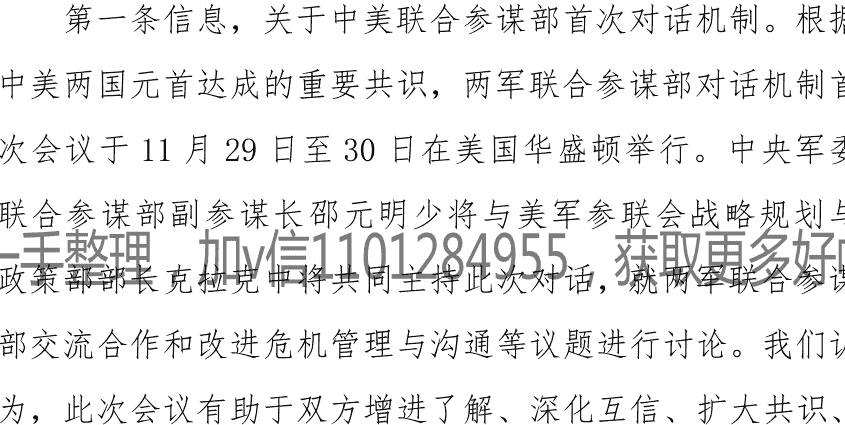 第一条信息，关于中美联合参谋部首次对话机制。根据
中美两国元首达成的重要共识，两军联合参谋部对话机制首
次会议于 11 月 29 日至 30 日在美国华盛顿举行。中央军委
联合参谋部副参谋长邵元明少将与美军参联会战略规划与
一手整理，加v信1101284955，获取更多好
政策部部长克拉克中将共同主持此次对话，就两军联合参谋
部交流合作和改进危机管理与沟通等议题进行讨论。我们认
为，此次会议有助于双方增进了解、深化互信、扩大共识、